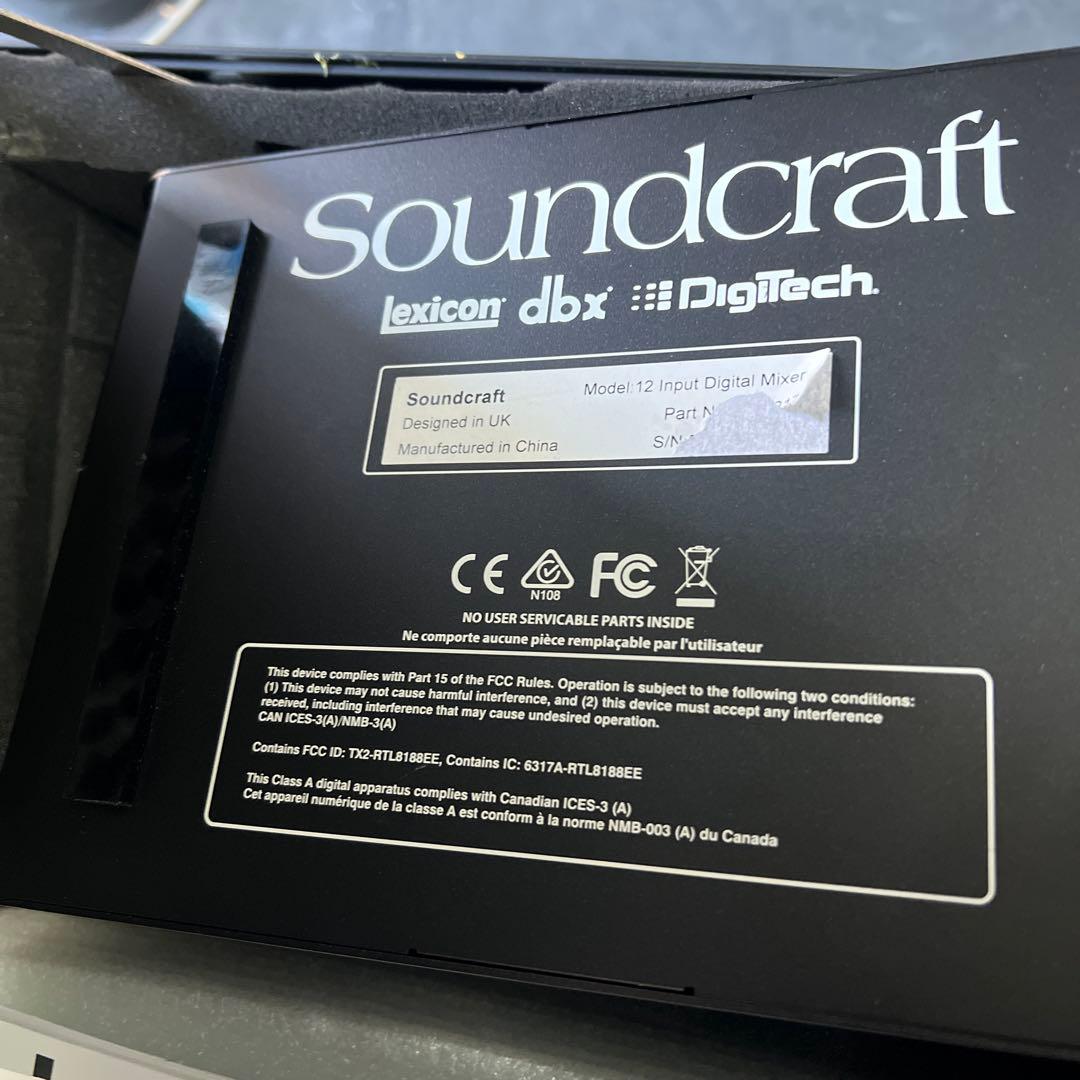 Soundcraft
lexicon dbx DigiTech
Soundcraft Model:12 Input Digital Mixer
Designed in UK Part N
Manufactured in China S/N
CE N108 FC
NO USER SERVICABLE PARTS INSIDE
Ne comporte aucune pièce remplaçable par l'utilisateur
This device complies with Part 15 of the FCC Rules. Operation is subject to the following two conditions:
(1) This device may not cause harmful interference, and (2) this device must accept any interference
received, including interference that may cause undesired operation.
CAN ICES-3(A)/NMB-3(A)
Contains FCC ID: TX2-RTL8188EE, Contains IC: 6317A-RTL8188EE
This Class A digital apparatus complies with Canadian ICES-3 (A)
Cet appareil numérique de la classe A est conform à la norme NMB-003 (A) du Canada